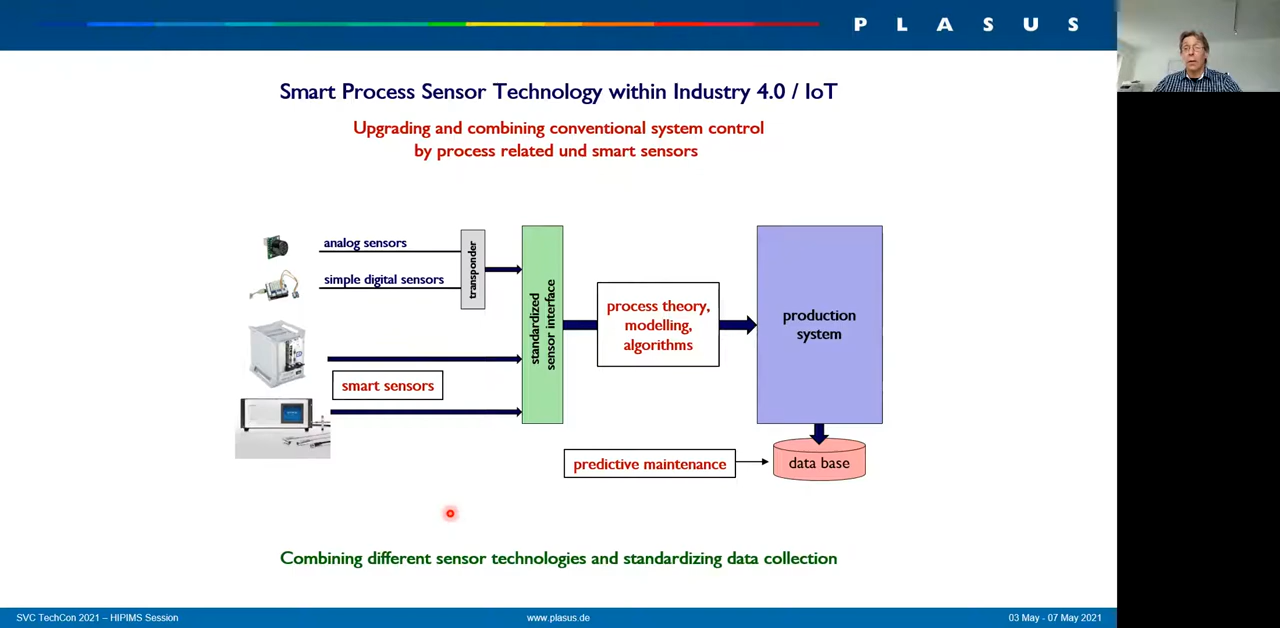 P L A S U S
Smart Process Sensor Technology within Industry 4.0 / IoT
Upgrading and combining conventional system control
by process related und smart sensors
analog sensors
simple digital sensors
transponder
standardized
sensor interface
process theory,
modelling,
algorithms
production
system
smart sensors
predictive maintenance
data base
Combining different sensor technologies and standardizing data collection
SVC TechCon 2021 – HIPIMS Session
www.plasus.de
03 May - 07 May 2021